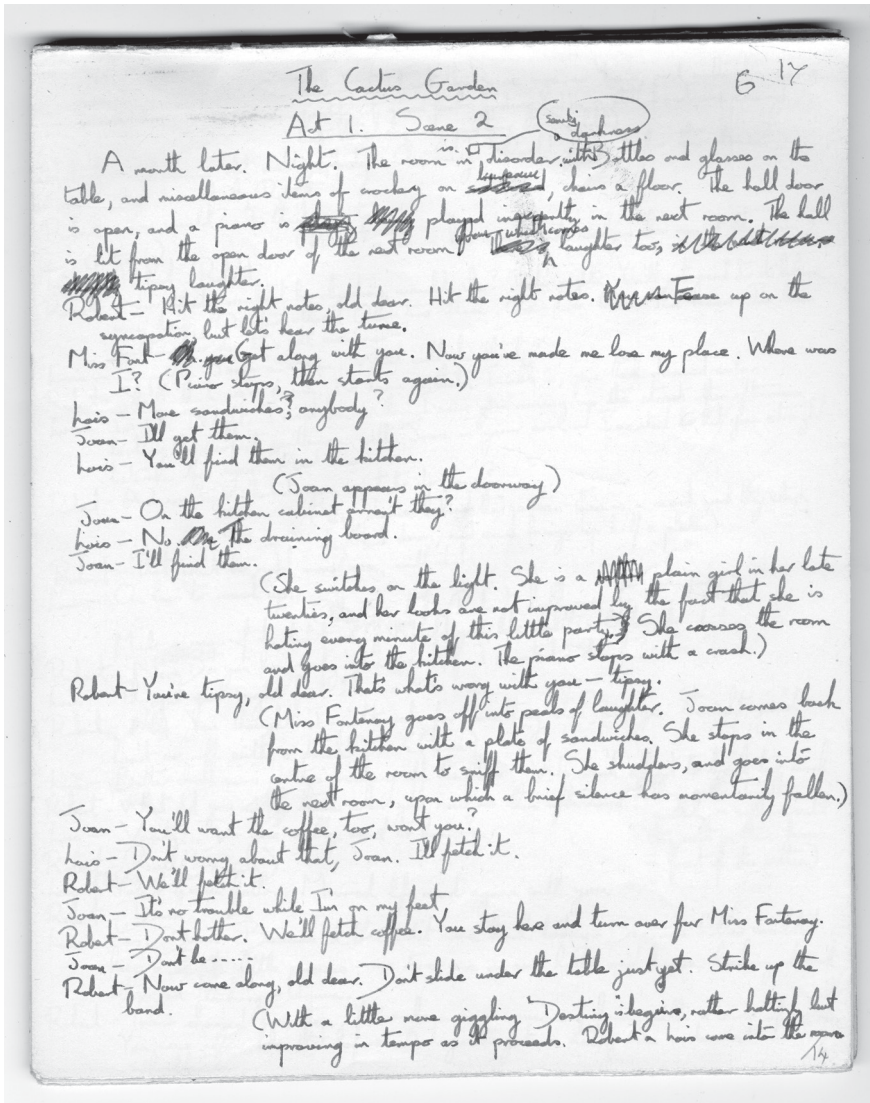 The Cactus Garden
6 17
Act 1. Scene 2
semi-darkness
A month later. Night. The room is in disorder, with Bottles and glasses on the
table, and miscellaneous items of crockery on, chairs & floor. The hall door
is open, and a piano is played in the next room. The hall
is lit from the open door of the next room from which comes laughter too,
tipsy laughter.
Robert – Hit the right notes, old dear. Hit the right notes. Ease up on the
syncopation, but let's hear the tune.
Miss Font – Get along with you. Now you've made me lose my place. Where was
I? (Piano stops, then starts again.)
Lois – More sandwiches, anybody?
Joan – I'll get them.
Lois – You'll find them in the kitchen.
(Joan appears in the doorway)
Joan – On the kitchen cabinet aren't they?
Lois – No. The draining board.
Joan – I'll find them.
(She switches on the light. She is a plain girl in her late
twenties, and her looks are not improved by the fact that she is
hating every minute of this little party. She crosses the room
and goes into the kitchen. The piano stops with a crash.)
Robert – You're tipsy, old dear. That's what's wrong with you – tipsy.
(Miss Fontenay goes off into peals of laughter. Joan comes back
from the kitchen with a plate of sandwiches. She stops in the
centre of the room to sniff them. She shudders, and goes into
the next room, upon which a brief silence has momentarily fallen.)
Joan – You'll want the coffee, too, won't you?
Lois – Don't worry about that, Joan. I'll fetch it.
Robert – We'll fetch it.
Joan – It's no trouble while I'm on my feet.
Robert – Don't bother. We'll fetch coffee. You stay here and turn over for Miss Fontenay.
Joan – Don't be .....
Robert – Now come along, old dear. Don't slide under the table just yet. Strike up the
band.
(With a little more giggling 'Destiny' is begun, rather haltingly but
improving in tempo as it proceeds. Robert & Lois come into the room
/14